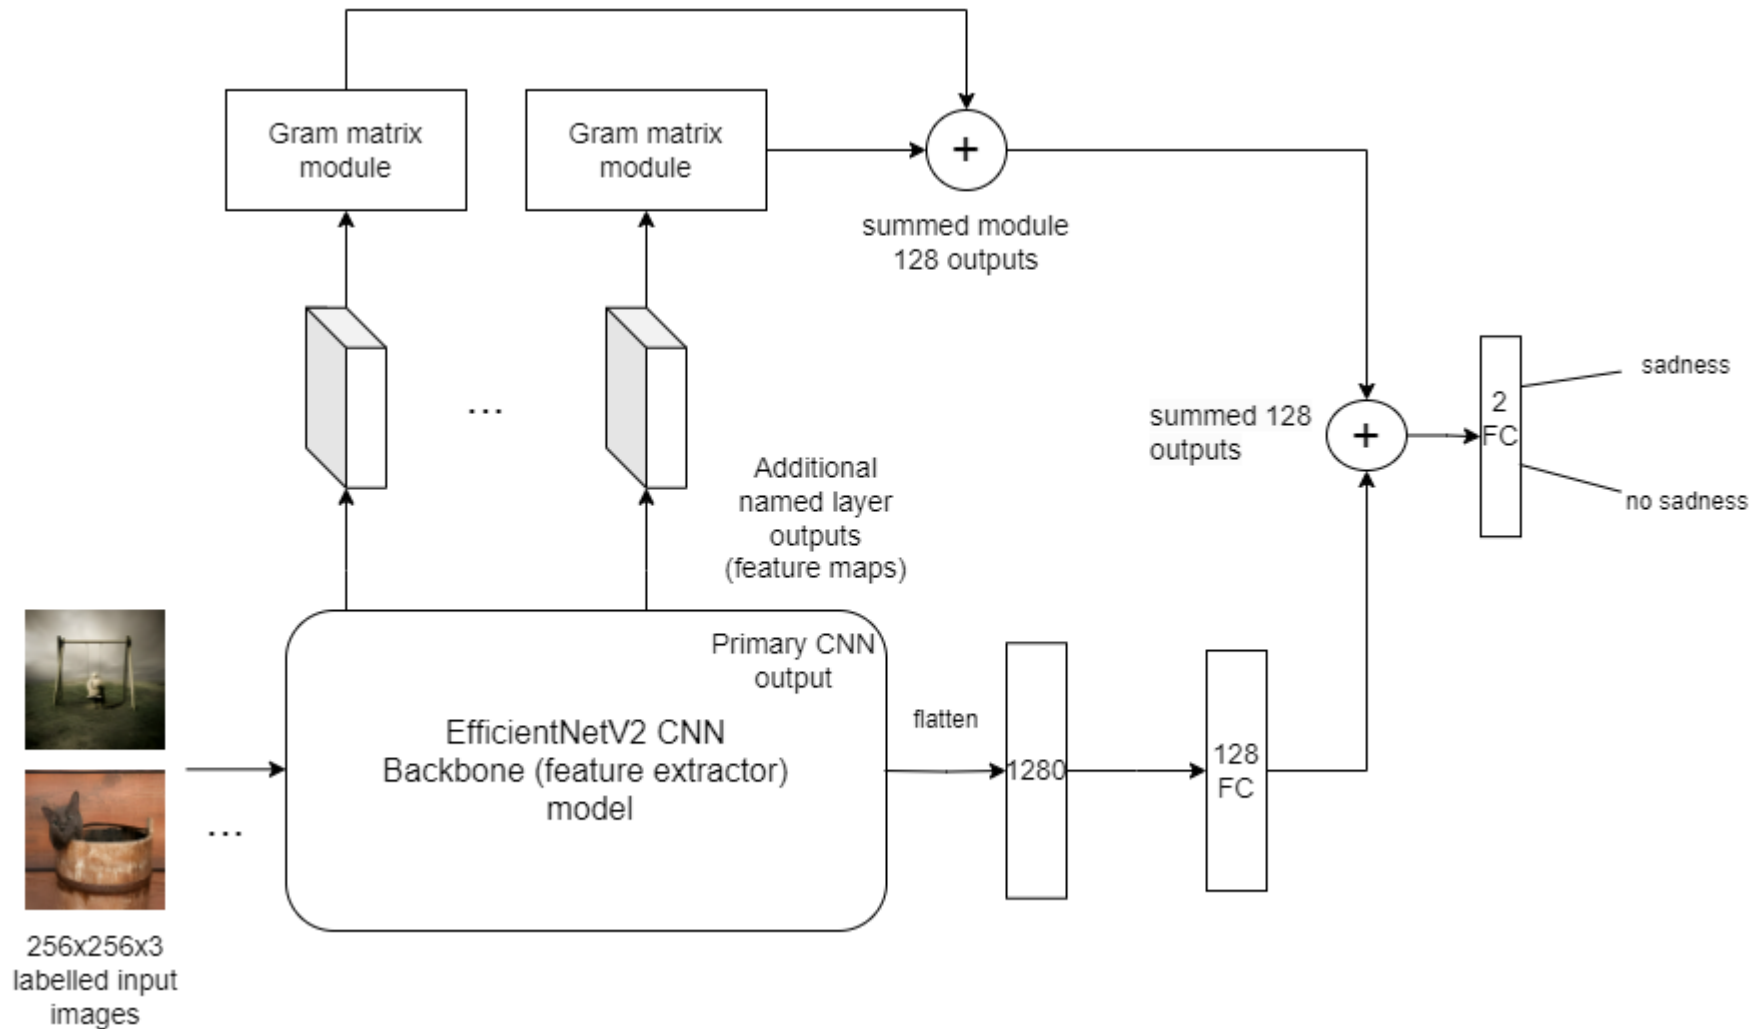 Gram matrix
module
Gram matrix
module
+
summed module
128 outputs
...
Additional
named layer
outputs
(feature maps)
summed 128
outputs
+
2
FC
sadness
no sadness
Primary CNN
output
EfficientNetV2 CNN
Backbone (feature extractor)
model
flatten
1280
128
FC
...
256x256x3
labelled input
images